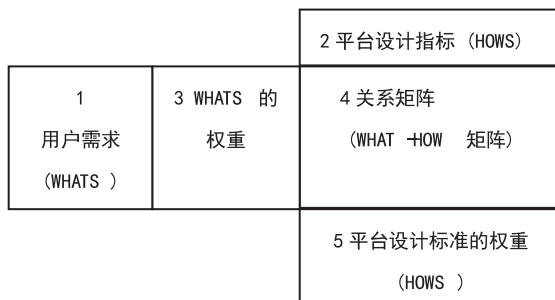 2 平台设计指标 (HOWS)
1
用户需求
(WHATS )
3 WHATS 的
权重
4 关系矩阵
(WHAT -HOW 矩阵)
5 平台设计标准的权重
(HOWS )